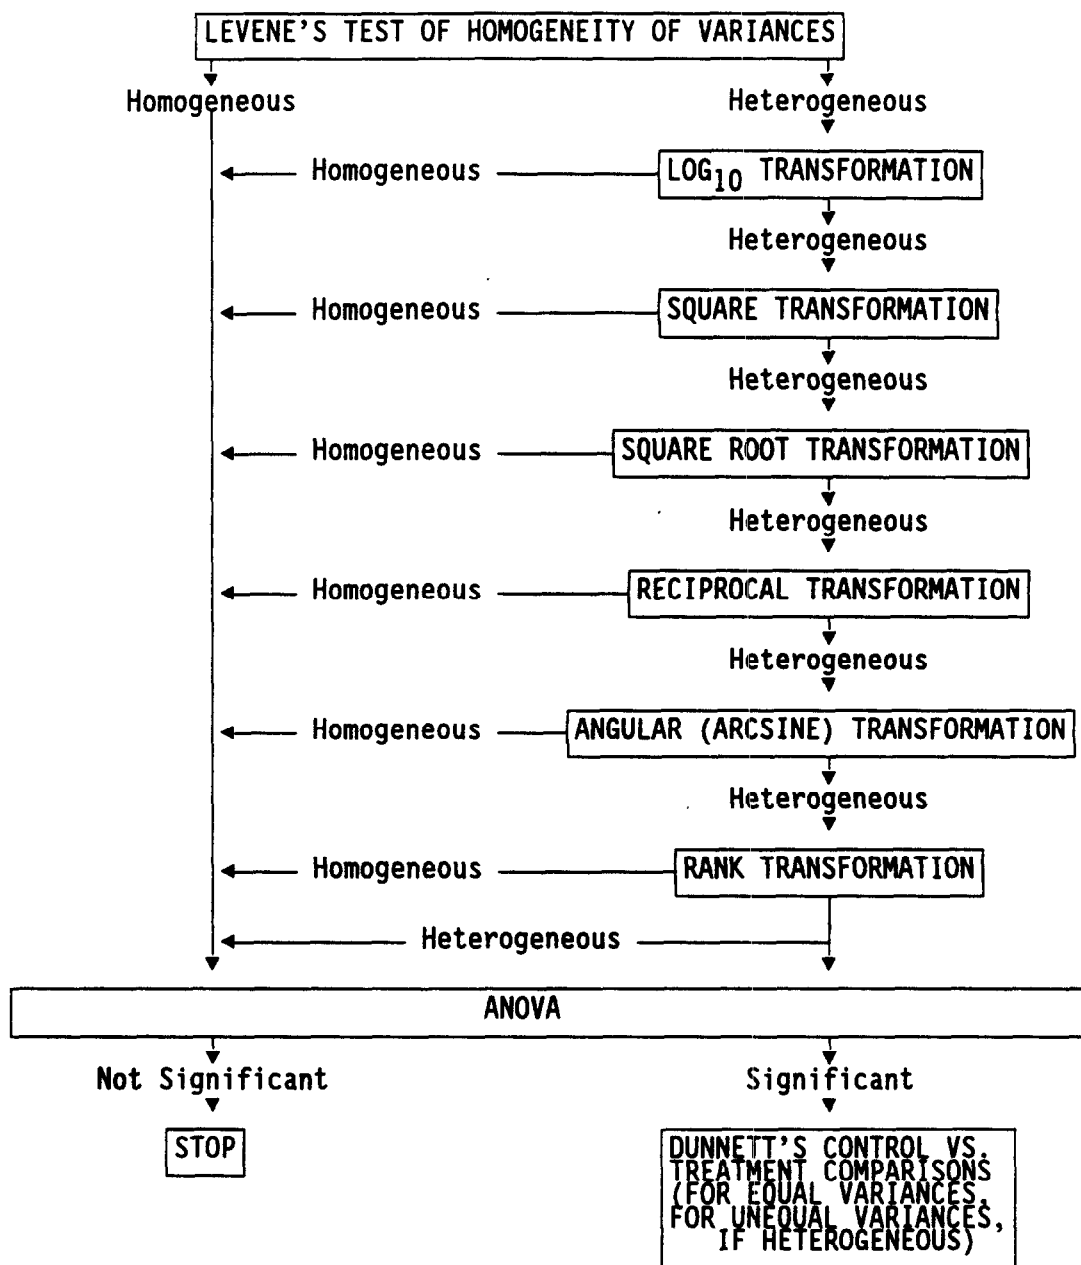 LEVENE'S TEST OF HOMOGENEITY OF VARIANCES
Homogeneous
Heterogeneous
Homogeneous
LOG10 TRANSFORMATION
Heterogeneous
Homogeneous
SQUARE TRANSFORMATION
Heterogeneous
Homogeneous
SQUARE ROOT TRANSFORMATION
Heterogeneous
Homogeneous
RECIPROCAL TRANSFORMATION
Heterogeneous
Homogeneous
ANGULAR (ARCSINE) TRANSFORMATION
Heterogeneous
Homogeneous
RANK TRANSFORMATION
Heterogeneous
ANOVA
Not Significant
Significant
STOP
DUNNETT'S CONTROL VS.
TREATMENT COMPARISONS
(FOR EQUAL VARIANCES,
FOR UNEQUAL VARIANCES,
IF HETEROGENEOUS)